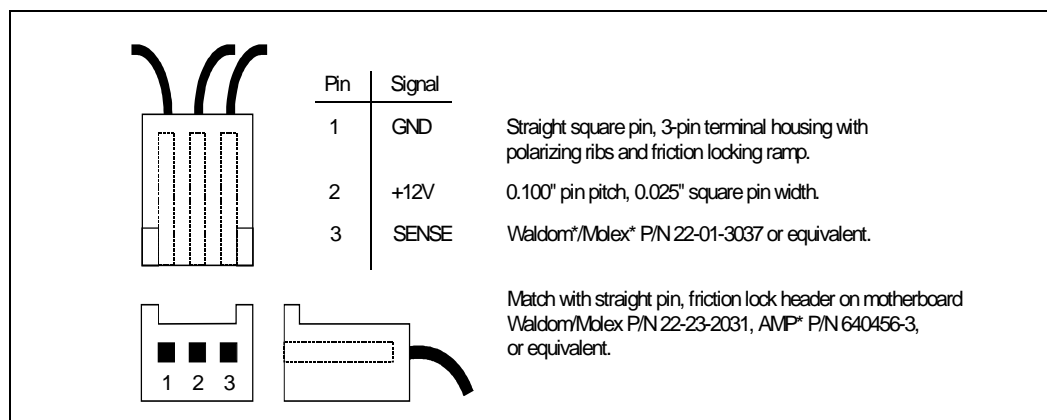 Pin Signal
1 GND Straight square pin, 3-pin terminal housing with
polarizing ribs and friction locking ramp.
2 +12V 0.100" pin pitch, 0.025" square pin width.
3 SENSE Waldom*/Molex* P/N 22-01-3037 or equivalent.
Match with straight pin, friction lock header on motherboard
Waldom/Molex P/N 22-23-2031, AMP* P/N 640456-3,
or equivalent.
1 2 3